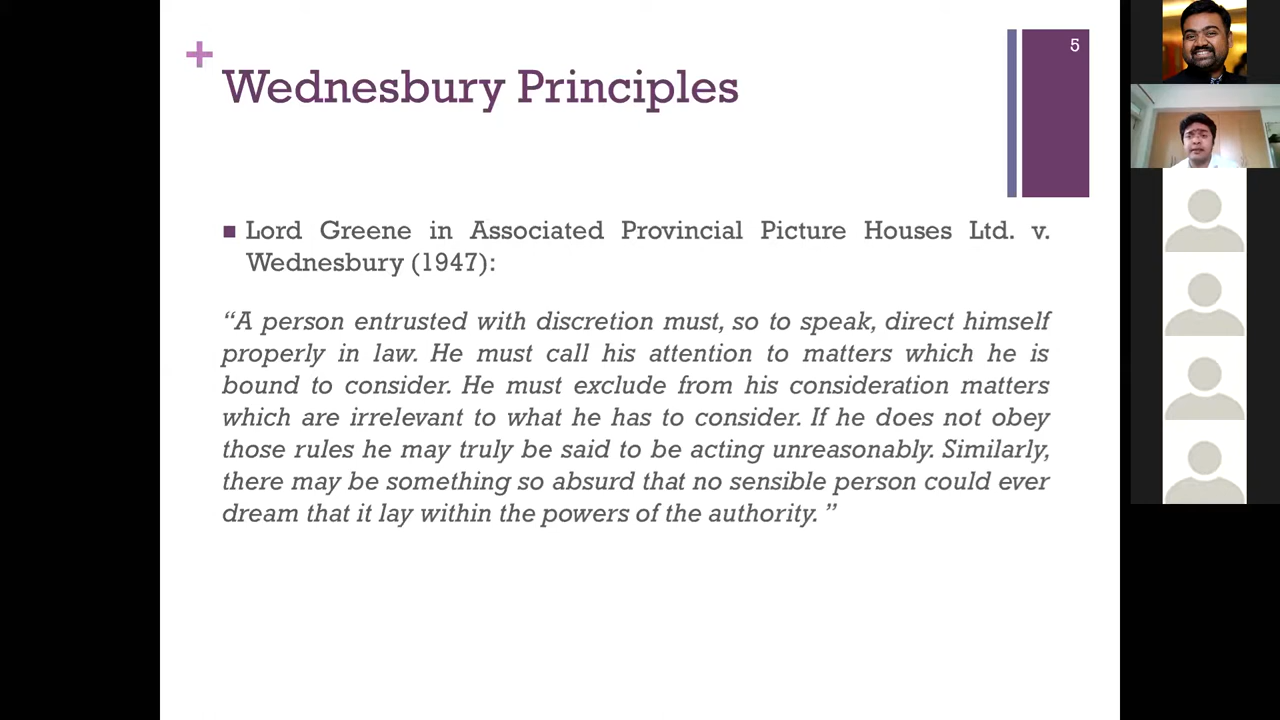 5
+
Wednesbury Principles
Lord Greene in Associated Provincial Picture Houses Ltd. v.
Wednesbury (1947):
“A person entrusted with discretion must, so to speak, direct himself
properly in law. He must call his attention to matters which he is
bound to consider. He must exclude from his consideration matters
which are irrelevant to what he has to consider. If he does not obey
those rules he may truly be said to be acting unreasonably. Similarly,
there may be something so absurd that no sensible person could ever
dream that it lay within the powers of the authority. ”